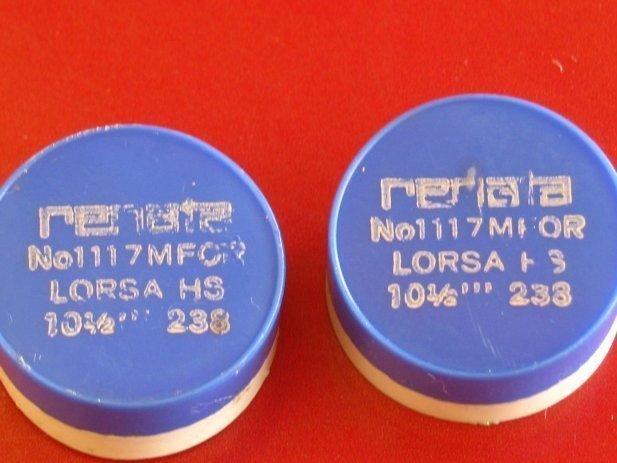 renata
No1117MFOR
LORSA HS
10½''' 238
renata
No1117MFOR
LORSA HS
10½''' 238